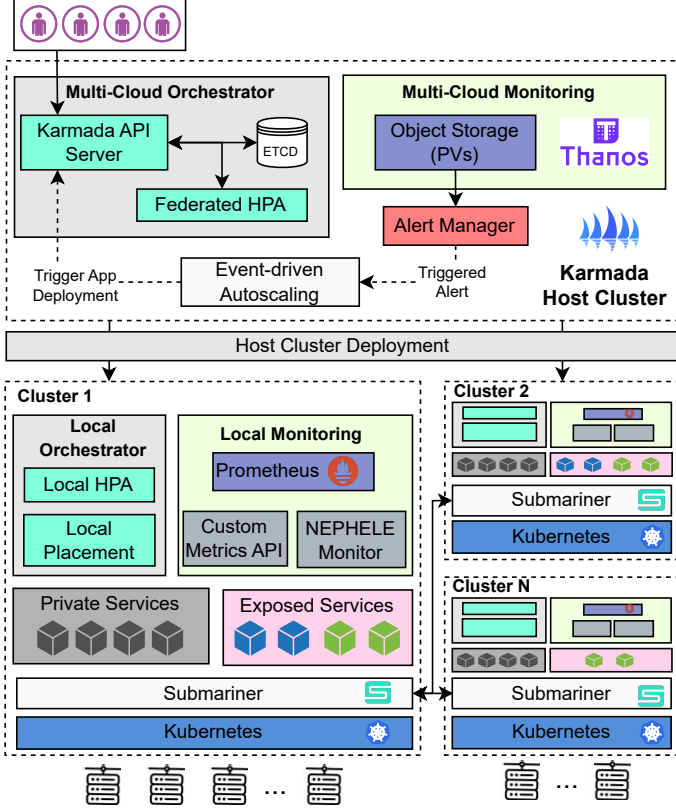 Multi-Cloud Orchestrator
Karmada API
Server
ETCD
Federated HPA
Multi-Cloud Monitoring
Object Storage
(PVs)
Thanos
Alert Manager
Trigger App
Deployment
Event-driven
Autoscaling
Triggered
Alert
Karmada
Host Cluster
Host Cluster Deployment
Cluster 1
Local
Orchestrator
Local HPA
Local
Placement
Local Monitoring
Prometheus
Custom
Metrics API
NEPHELE
Monitor
Private Services
Exposed Services
Submariner
Kubernetes
...
Cluster 2
Submariner
Kubernetes
Cluster N
Submariner
Kubernetes
...